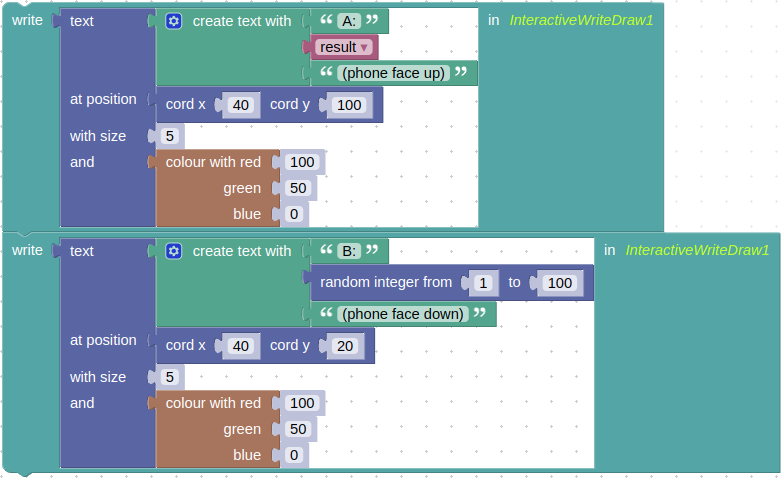 write text create text with “ A: ” in InteractiveWriteDraw1
result ▾
“ (phone face up) ”
at position cord x 40 cord y 100
with size 5
and colour with red 100
green 50
blue 0
write text create text with “ B: ” in InteractiveWriteDraw1
random integer from 1 to 100
“ (phone face down) ”
at position cord x 40 cord y 20
with size 5
and colour with red 100
green 50
blue 0